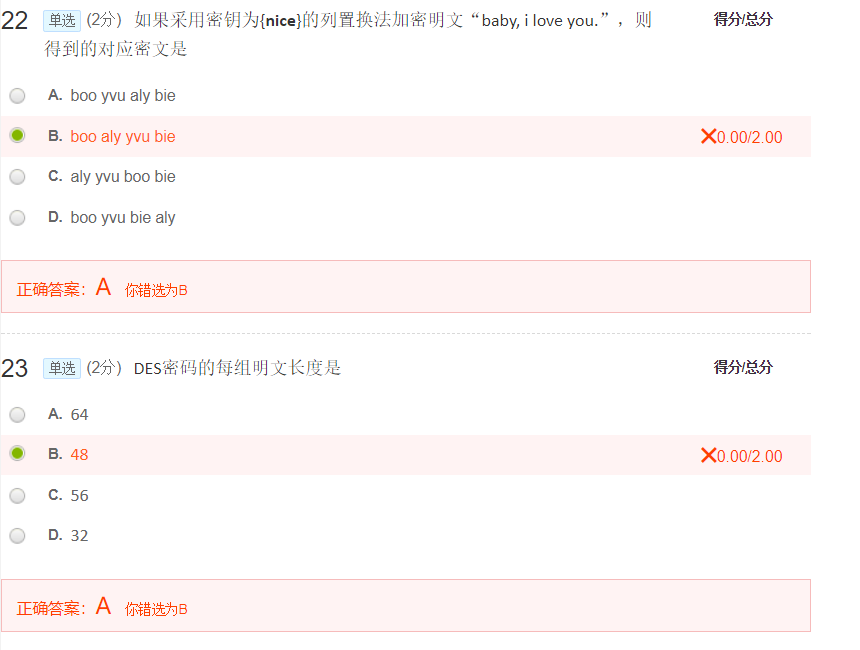 22 单选 (2分) 如果采用密钥为{nice}的列置换法加密明文“baby, i love you.”，则 得分/总分
得到的对应密文是
A. boo yvu aly bie
B. boo aly yvu bie ×0.00/2.00
C. aly yvu boo bie
D. boo yvu bie aly
正确答案：A 你错选为B
23 单选 (2分) DES密码的每组明文长度是 得分/总分
A. 64
B. 48 ×0.00/2.00
C. 56
D. 32
正确答案：A 你错选为B